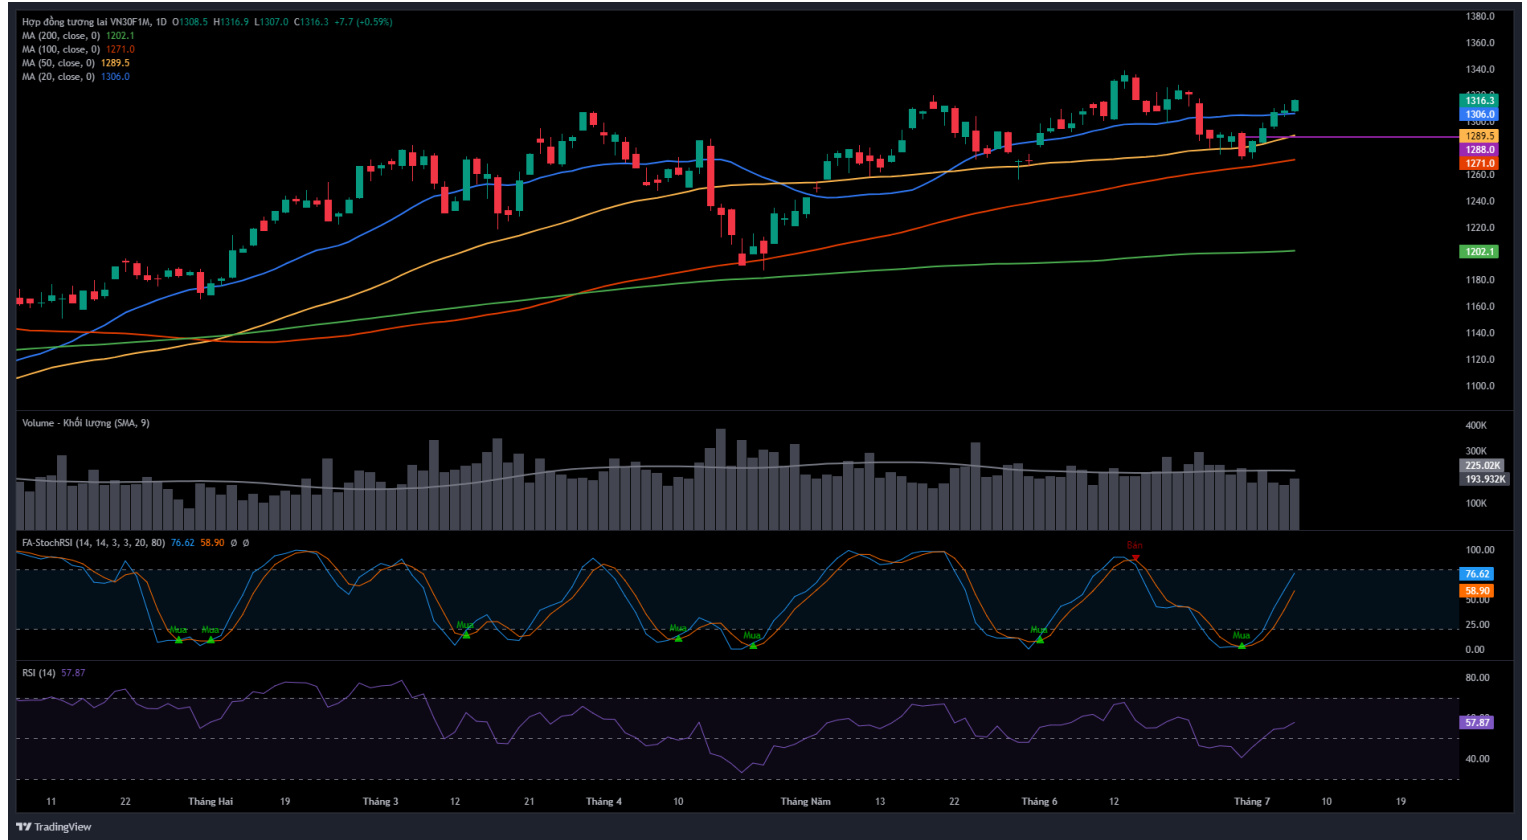 Hợp đồng tương lai VN30F1M, 1D O1308.5 H1316.9 L1307.0 C1316.3 +7.7 (+0.59%)
MA (200, close, 0) 1202.1
MA (100, close, 0) 1271.0
MA (50, close, 0) 1289.5
MA (20, close, 0) 1306.0
1380.0
1360.0
1340.0
1316.3
1306.0
1289.5
1288.0
1271.0
1260.0
1240.0
1220.0
1202.1
1180.0
1160.0
1140.0
1120.0
1100.0
Volume - Khối lượng (SMA, 9)
400K
300K
225.02K
193.932K
100K
FA-StochRSI (14, 14, 3, 3, 20, 80) 76.62 58.90 Ø Ø
Bán
Mua Mua Mua Mua Mua Mua Mua
100.00
76.62
58.90
50.00
25.00
0.00
RSI (14) 57.87
80.00
57.87
40.00
11 22 Tháng Hai 19 Tháng 3 12 21 Tháng 4 10 Tháng Năm 13 22 Tháng 6 12 Tháng 7 10 19
TradingView